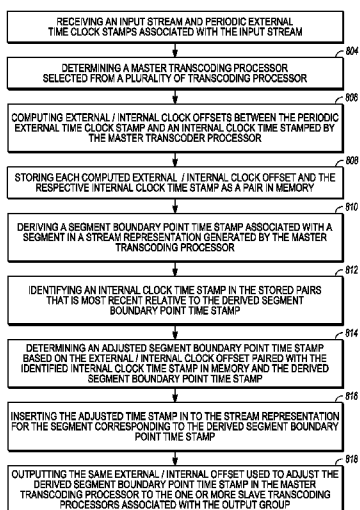 RECEIVING AN INPUT STREAM AND PERIODIC EXTERNAL
TIME CLOCK STAMPS ASSOCIATED WITH THE INPUT STREAM
804
DETERMINING A MASTER TRANSCODING PROCESSOR
SELECTED FROM A PLURALITY OF TRANSCODING PROCESSOR
806
COMPUTING EXTERNAL / INTERNAL CLOCK OFFSETS BETWEEN THE PERIODIC
EXTERNAL TIME CLOCK STAMP AND AN INTERNAL CLOCK TIME STAMPED BY
THE MASTER TRANSCODER PROCESSOR
808
STORING EACH COMPUTED EXTERNAL / INTERNAL CLOCK OFFSET AND THE
RESPECTIVE INTERNAL CLOCK TIME STAMP AS A PAIR IN MEMORY
810
DERIVING A SEGMENT BOUNDARY POINT TIME STAMP ASSOCIATED WITH A
SEGMENT IN A STREAM REPRESENTATION GENERATED BY THE MASTER
TRANSCODING PROCESSOR
812
IDENTIFYING AN INTERNAL CLOCK TIME STAMP IN THE STORED PAIRS
THAT IS MOST RECENT RELATIVE TO THE DERIVED SEGMENT
BOUNDARY POINT TIME STAMP
814
DETERMINING AN ADJUSTED SEGMENT BOUNDARY POINT TIME STAMP
BASED ON THE EXTERNAL / INTERNAL CLOCK OFFSET PAIRED WITH THE
IDENTIFIED INTERNAL CLOCK TIME STAMP IN MEMORY AND THE DERIVED
SEGMENT BOUNDARY POINT TIME STAMP
816
INSERTING THE ADJUSTED TIME STAMP IN TO THE STREAM REPRESENTATION
FOR THE SEGMENT CORRESPONDING TO THE DERIVED SEGMENT BOUNDARY
POINT TIME STAMP
818
OUTPUTTING THE SAME EXTERNAL / INTERNAL OFFSET USED TO ADJUST THE
DERIVED SEGMENT BOUNDARY POINT TIME STAMP IN THE MASTER
TRANSCODING PROCESSOR TO THE ONE OR MORE SLAVE TRANSCODING
PROCESSORS ASSOCIATED WITH THE OUTPUT GROUP